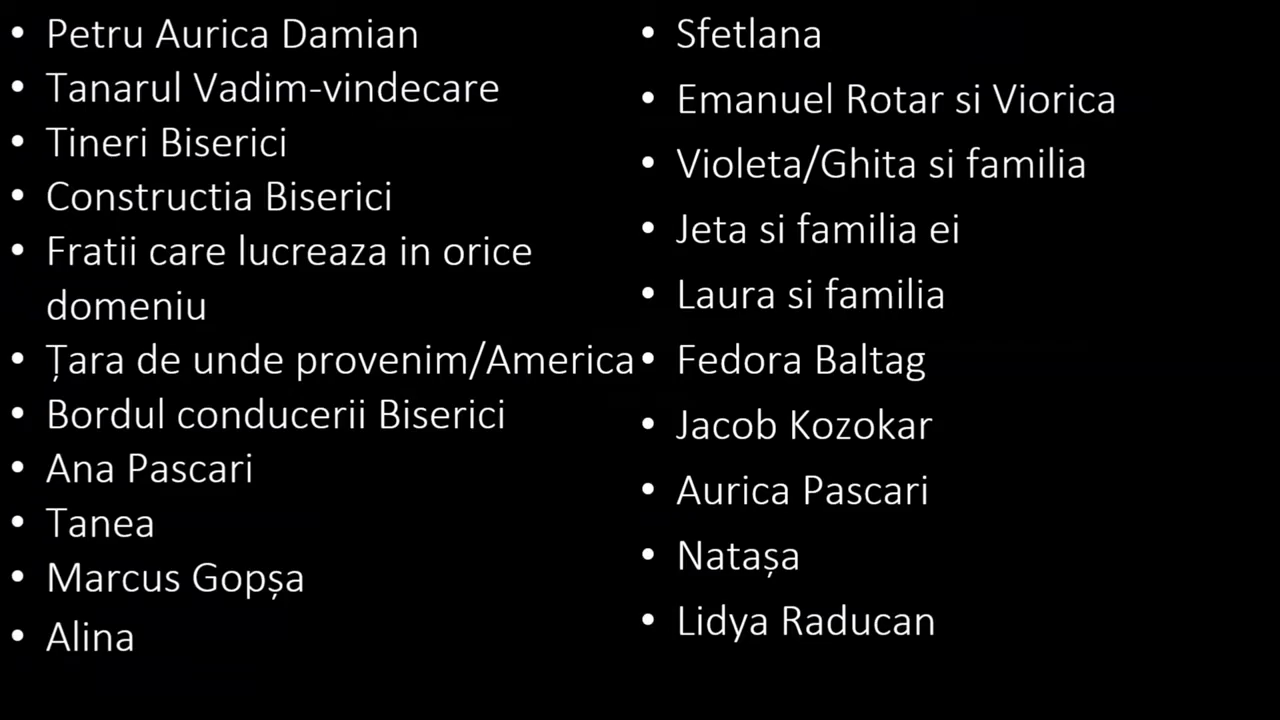 • Petru Aurica Damian
• Tanarul Vadim-vindecare
• Tineri Biserici
• Constructia Biserici
• Fratii care lucreaza in orice
domeniu
• Țara de unde provenim/America
• Bordul conducerii Biserici
• Ana Pascari
• Tanea
• Marcus Gopșa
• Alina
• Sfetlana
• Emanuel Rotar si Viorica
• Violeta/Ghita si familia
• Jeta si familia ei
• Laura si familia
• Fedora Baltag
• Jacob Kozokar
• Aurica Pascari
• Natașa
• Lidya Raducan